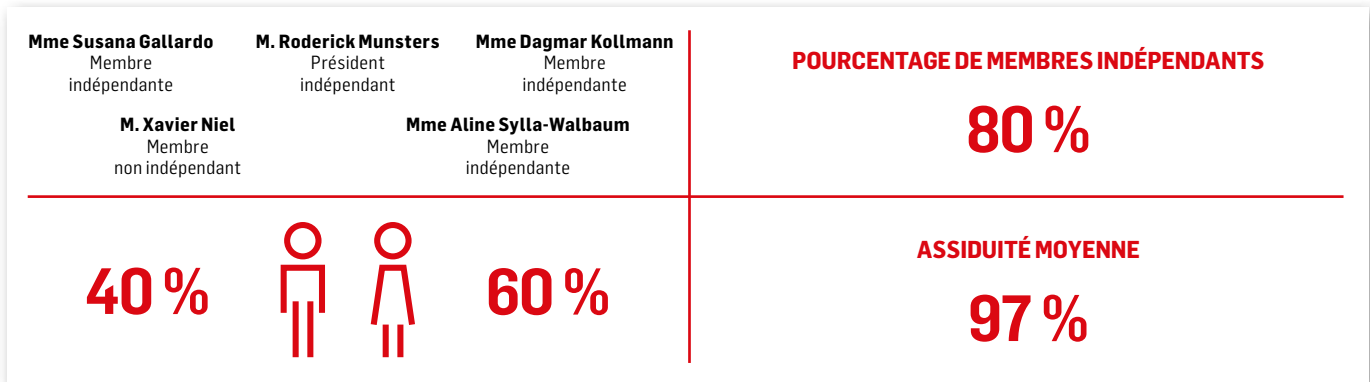 Mme Susana Gallardo
Membre
indépendante
M. Roderick Munsters
Président
indépendant
Mme Dagmar Kollmann
Membre
indépendante
M. Xavier Niel
Membre
non indépendant
Mme Aline Sylla-Walbaum
Membre
indépendante
POURCENTAGE DE MEMBRES INDÉPENDANTS
80 %
40 %
60 %
ASSIDUITÉ MOYENNE
97 %